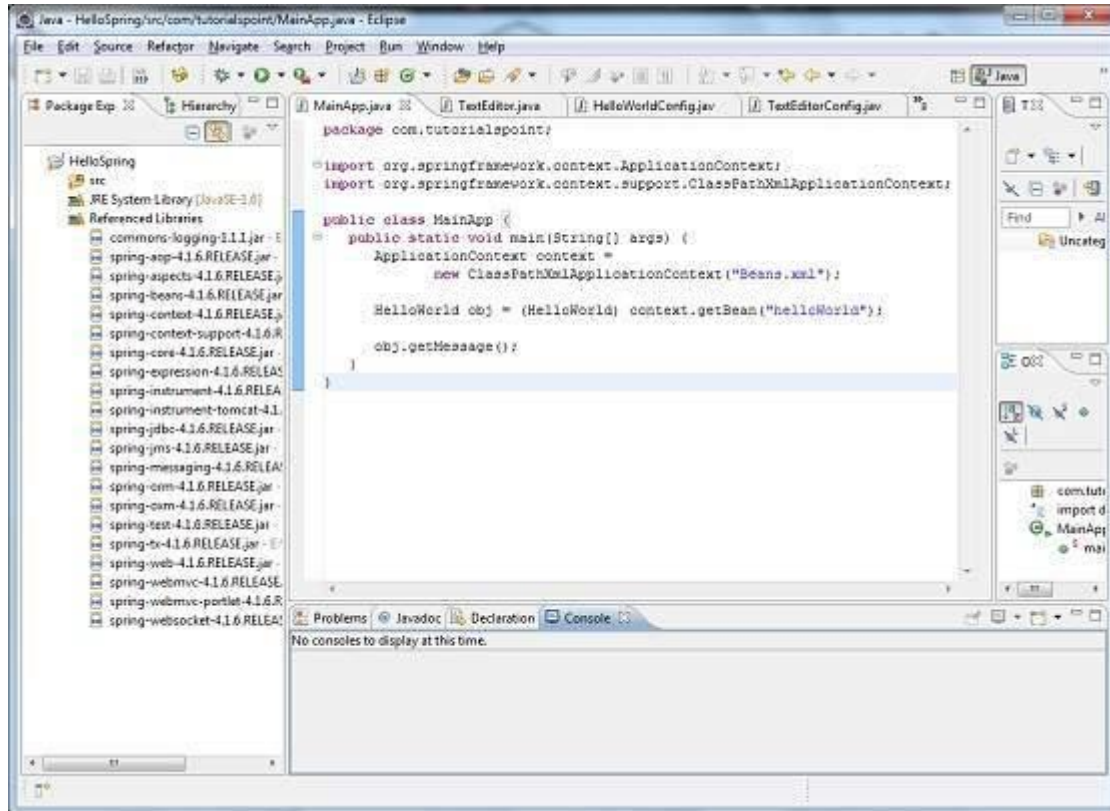 Java - HelloSpring/src/com/tutorialspoint/MainApp.java - Eclipse
File Edit Source Refactor Navigate Search Project Run Window Help
Java
Package Exp
Hierarchy
MainApp.java
TextEditor.java
HelloWorldConfig.jav
TextEditorConfig.jav
HelloSpring
src
JRE System Library [JavaSE-1.6]
Referenced Libraries
commons-logging-1.1.1.jar - E
spring-aop-4.1.6.RELEASE.jar -
spring-aspects-4.1.6.RELEASE.j
spring-beans-4.1.6.RELEASE.jar
spring-context-4.1.6.RELEASE.j
spring-context-support-4.1.6.R
spring-core-4.1.6.RELEASE.jar -
spring-expression-4.1.6.RELEAS
spring-instrument-4.1.6.RELEA
spring-instrument-tomcat-4.1.
spring-jdbc-4.1.6.RELEASE.jar -
spring-jms-4.1.6.RELEASE.jar -
spring-messaging-4.1.6.RELEA
spring-orm-4.1.6.RELEASE.jar -
spring-oxm-4.1.6.RELEASE.jar -
spring-test-4.1.6.RELEASE.jar -
spring-tx-4.1.6.RELEASE.jar - E:
spring-web-4.1.6.RELEASE.jar -
spring-webmvc-4.1.6.RELEASE.
spring-webmvc-portlet-4.1.6.R
spring-websocket-4.1.6.RELEA
package com.tutorialspoint;
import org.springframework.context.ApplicationContext;
import org.springframework.context.support.ClassPathXmlApplicationContext;
public class MainApp {
public static void main(String[] args) {
ApplicationContext context =
new ClassPathXmlApplicationContext("Beans.xml");
HelloWorld obj = (HelloWorld) context.getBean("helloWorld");
obj.getMessage();
}
}
Find
Al
Uncateg
com.tuto
import d
MainApp
mai
Problems
Javadoc
Declaration
Console
No consoles to display at this time.